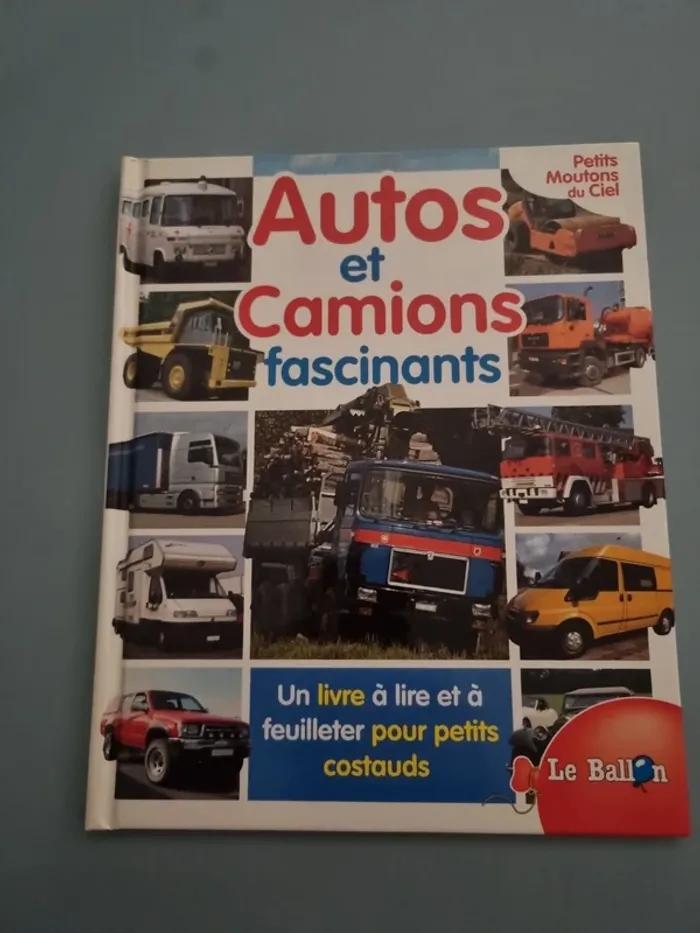 Petits
Moutons
du Ciel
Autos
et
Camions
fascinants
Un livre à lire et à
feuilleter pour petits
costauds
Le Ballon